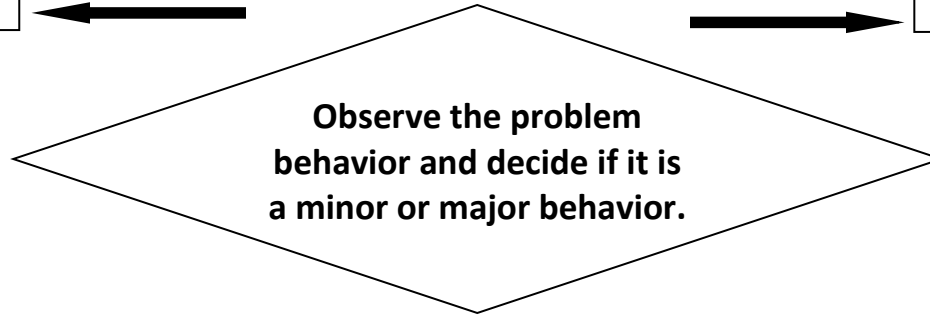 Observe the problem
behavior and decide if it is
a minor or major behavior.